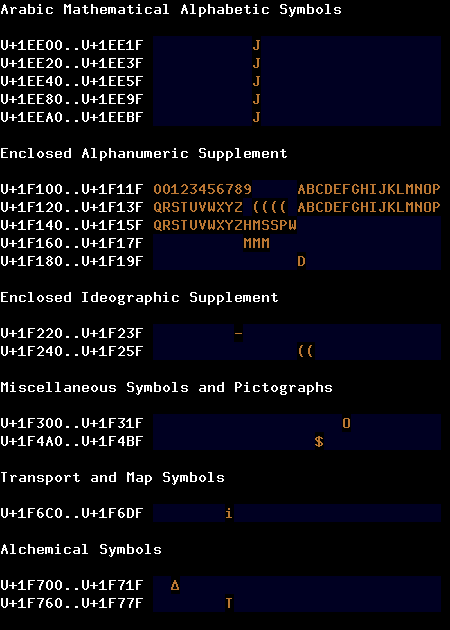 Arabic Mathematical Alphabetic Symbols
U+1EE00..U+1EE1F J
U+1EE20..U+1EE3F J
U+1EE40..U+1EE5F J
U+1EE80..U+1EE9F J
U+1EEA0..U+1EEBF J
Enclosed Alphanumeric Supplement
U+1F100..U+1F11F 00123456789 ABCDEFGHIJKLMNOP
U+1F120..U+1F13F QRSTUVWXYZ (((( ABCDEFGHIJKLMNOP
U+1F140..U+1F15F QRSTUVWXYZHMSSPW
U+1F160..U+1F17F MMM
U+1F180..U+1F19F D
Enclosed Ideographic Supplement
U+1F220..U+1F23F —
U+1F240..U+1F25F ((
Miscellaneous Symbols and Pictographs
U+1F300..U+1F31F O
U+1F4A0..U+1F4BF $
Transport and Map Symbols
U+1F6C0..U+1F6DF i
Alchemical Symbols
U+1F700..U+1F71F Δ
U+1F760..U+1F77F T